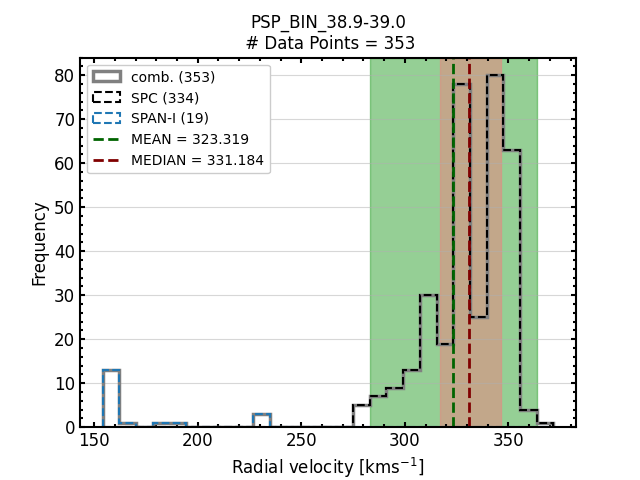 PSP_BIN_38.9-39.0
# Data Points = 353
comb. (353)
SPC (334)
SPAN-I (19)
MEAN = 323.319
MEDIAN = 331.184
Frequency
80
70
60
50
40
30
20
10
0
150 200 250 300 350
Radial velocity [kms⁻¹]